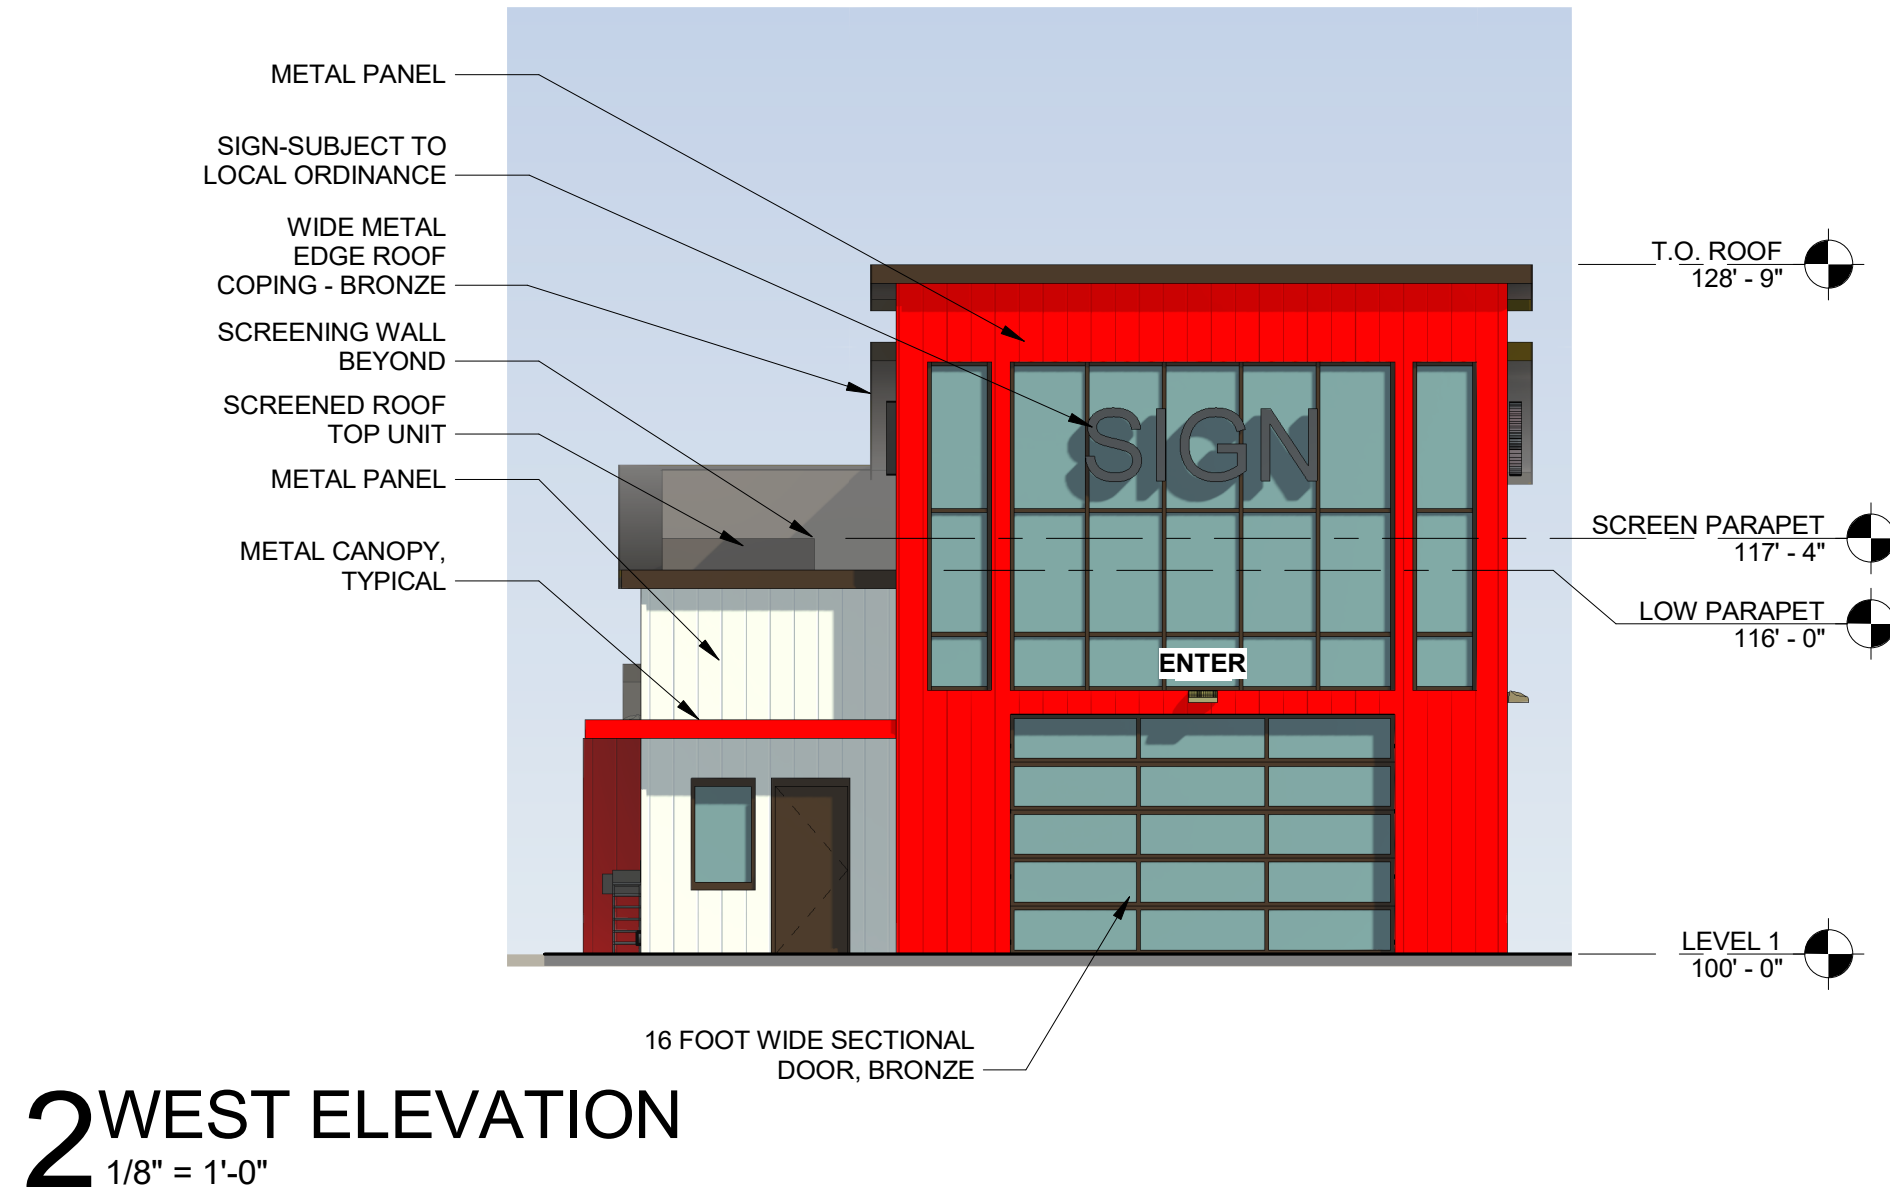 METAL PANEL
SIGN-SUBJECT TO
LOCAL ORDINANCE
WIDE METAL
EDGE ROOF
COPING - BRONZE
SCREENING WALL
BEYOND
SCREENED ROOF
TOP UNIT
METAL PANEL
METAL CANOPY,
TYPICAL
SIGN
ENTER
T.O. ROOF
128' - 9"
SCREEN PARAPET
117' - 4"
LOW PARAPET
116' - 0"
LEVEL 1
100' - 0"
16 FOOT WIDE SECTIONAL
DOOR, BRONZE
2 WEST ELEVATION
1/8" = 1'-0"